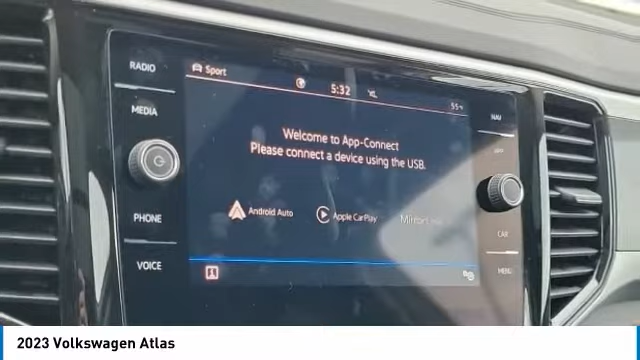 RADIO
MEDIA
PHONE
VOICE
Sport
5:32
55°
Welcome to App-Connect
Please connect a device using the USB.
Android Auto
Apple CarPlay
NAV
CAR
MENU
2023 Volkswagen Atlas